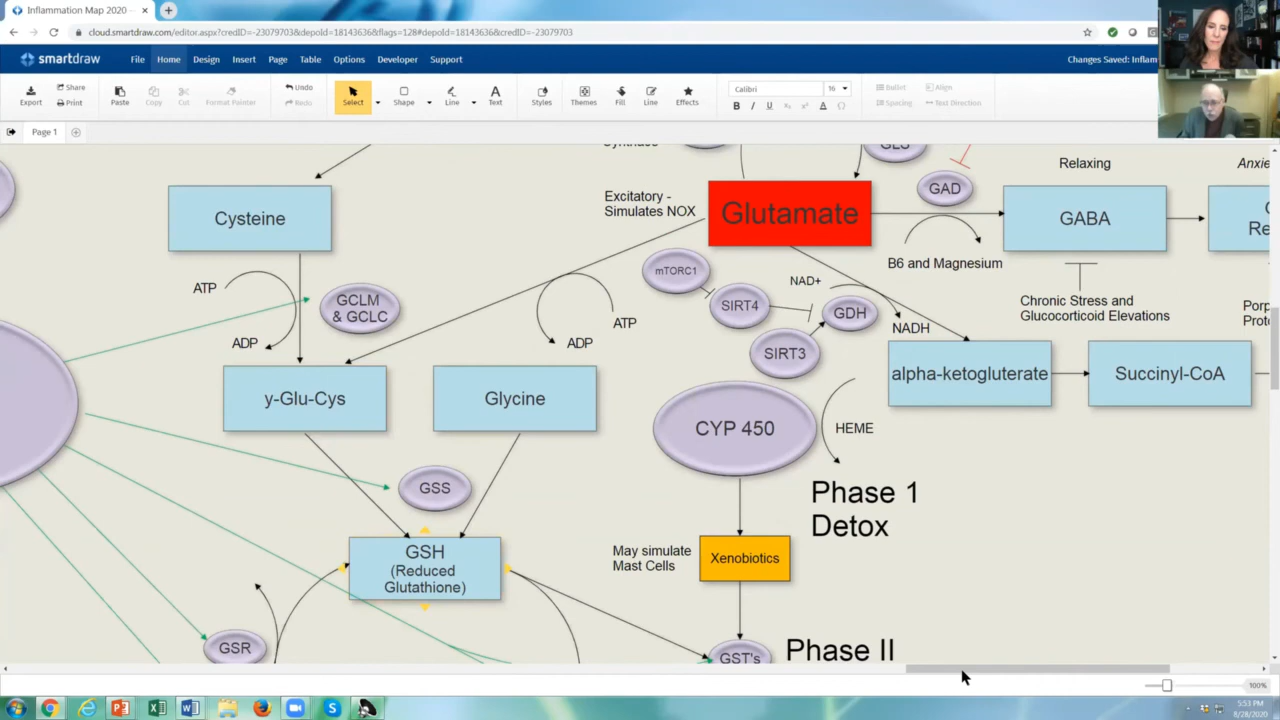 Inflammation Map 2020 -
cloud.smartdraw.com/editor.aspx?credID=-23079703&depoId=18143636&flags=128#depoId=18143636&credID=-23079703
smartdraw
File Home Design Insert Page Table Options Developer Support
Changes Saved: Inflam
Export
Share
Print
Paste
Copy
Cut
Format Painter
Undo
Redo
Select
Shape
Line
Text
Styles
Themes
Fill
Line
Effects
Calibri 16
B I U
Bullet
Align
Spacing
Text Direction
Page 1
Synthase
GLS
Relaxing
Anxie
Excitatory -
Simulates NOX
Glutamate
GAD
GABA
Re
Cysteine
B6 and Magnesium
mTORC1
NAD+
ATP
GCLM
& GCLC
SIRT4
GDH
Chronic Stress and
Glucocorticoid Elevations
Porp
Prote
ATP
NADH
ADP
ADP
SIRT3
y-Glu-Cys
Glycine
alpha-ketogluterate
Succinyl-CoA
CYP 450
HEME
GSS
Phase 1
Detox
GSH
(Reduced
Glutathione)
May simulate
Mast Cells
Xenobiotics
GSR
GST's
Phase II
100%
5:53 PM
8/28/2020